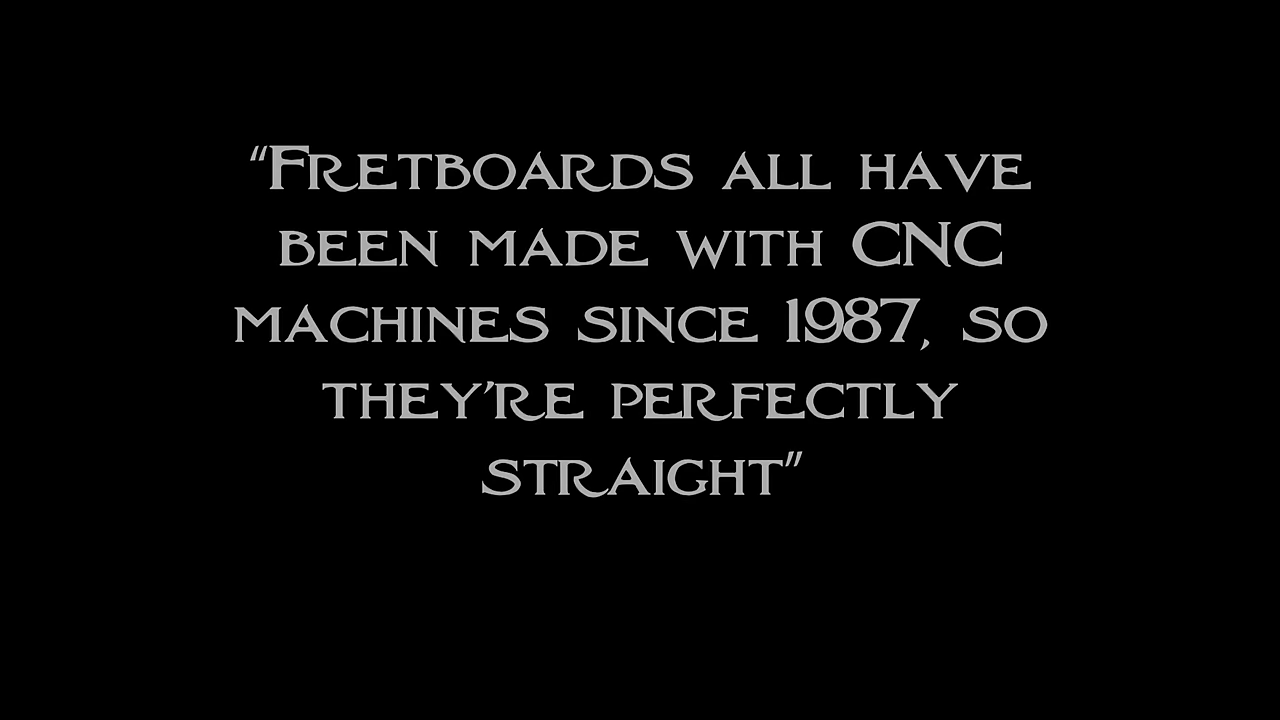 “Fretboards all have
been made with CNC
machines since 1987, so
they’re perfectly
straight”